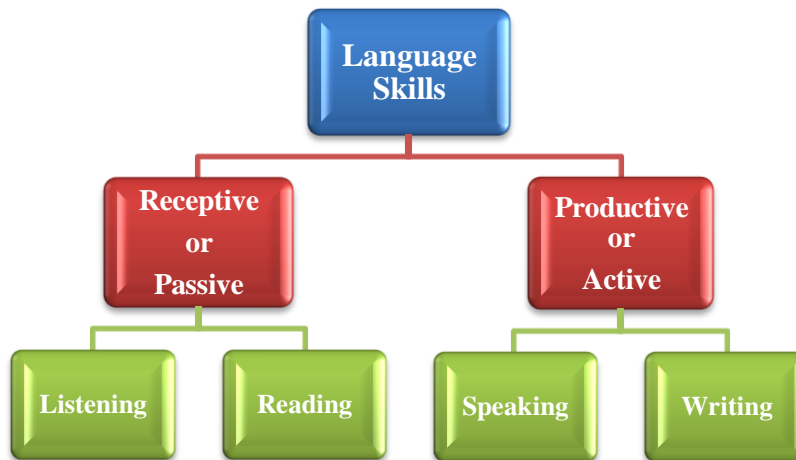 Language
Skills
Receptive
or
Passive
Productive
or
Active
Listening
Reading
Speaking
Writing